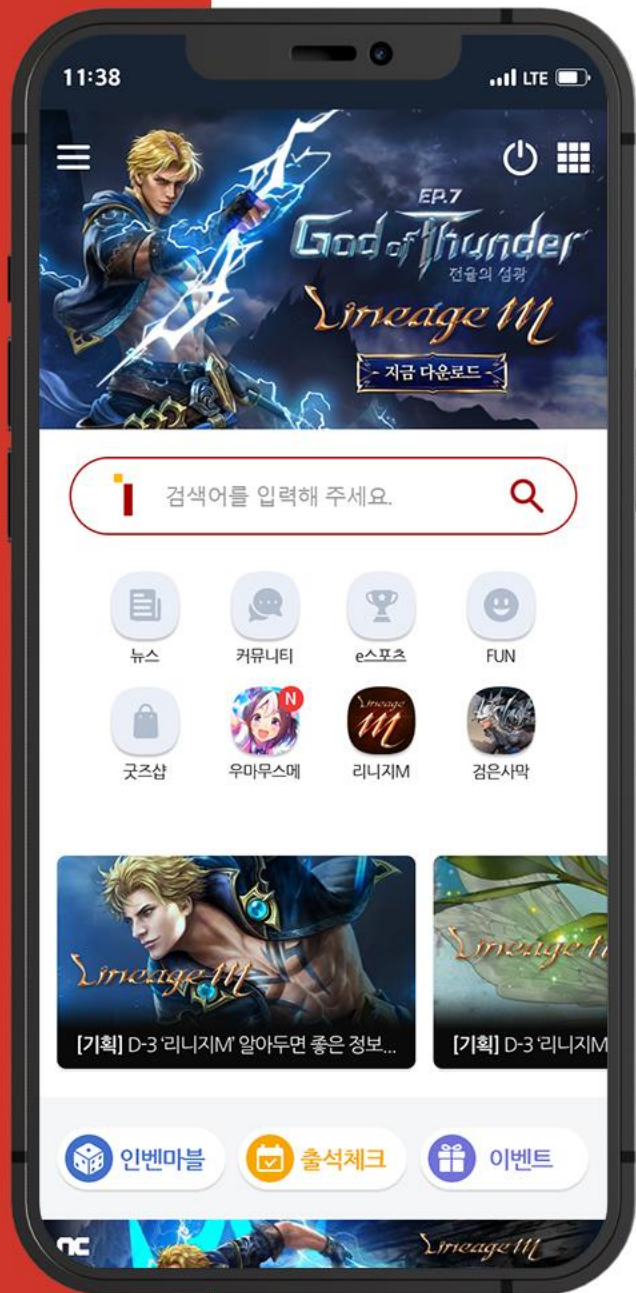 11:38
LTE
EP.7
God of Thunder
전율의 섬광
Lineage M
지금 다운로드
검색어를 입력해 주세요.
뉴스
커뮤니티
e스포츠
FUN
굿즈샵
N
우마무스메
Lineage
M
리니지M
검은사막
Lineage M
[기획] D-3 '리니지M' 알아두면 좋은 정보...
Lineage
[기획] D-3 '리니지M
인벤마블
출석체크
이벤트
nc
Lineage M